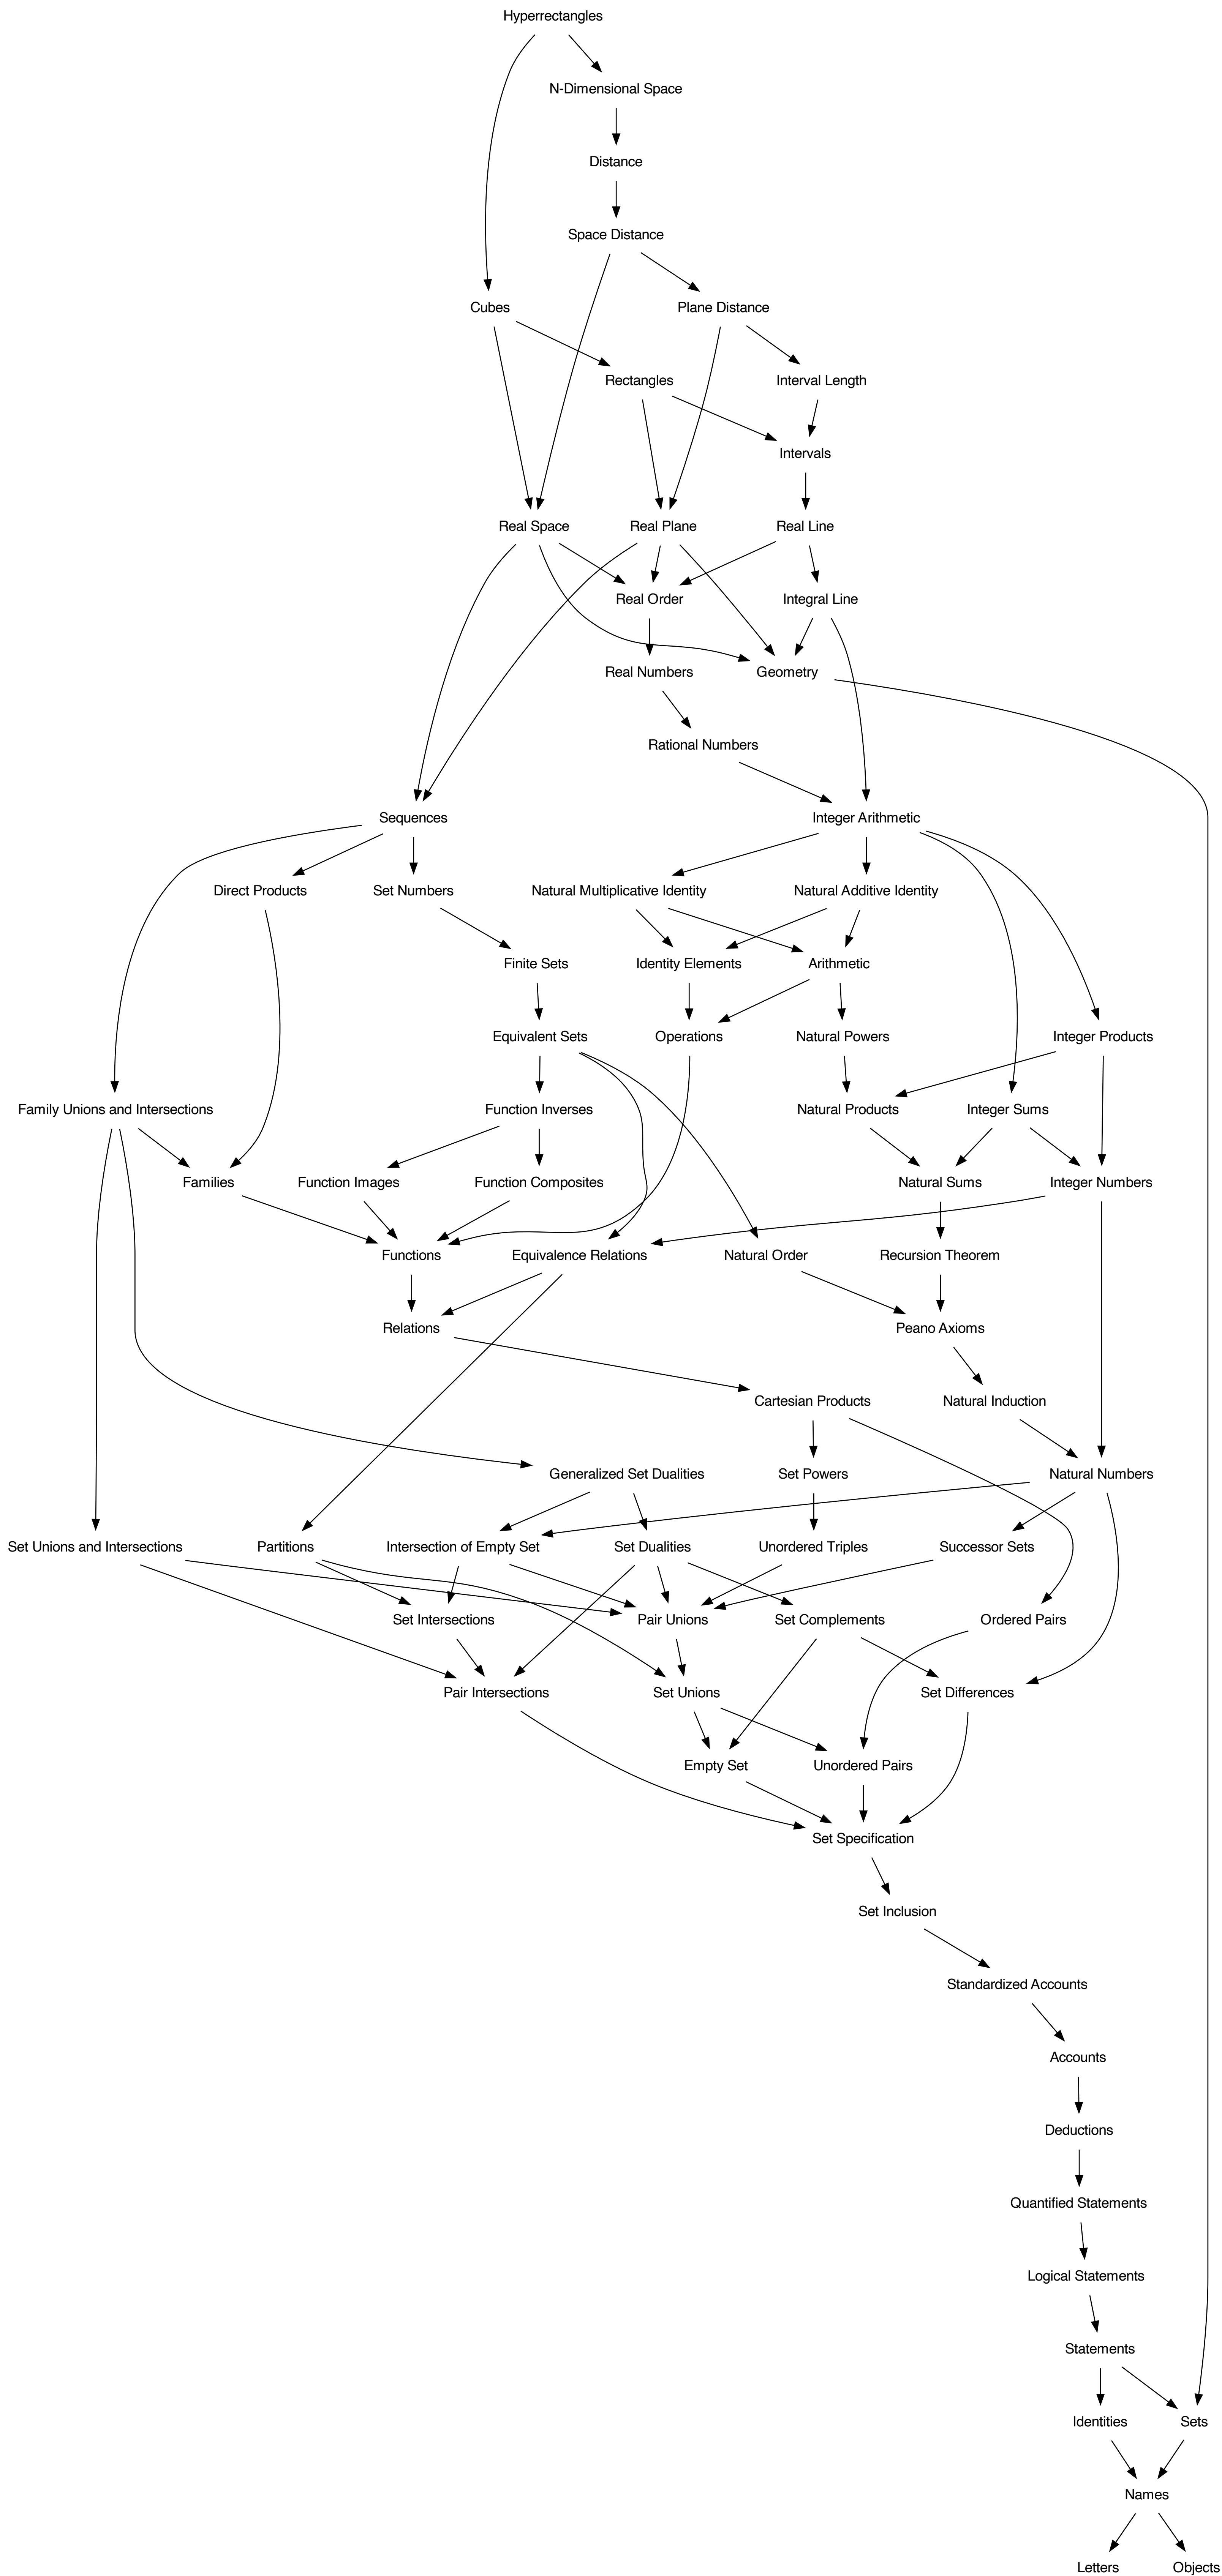 Hyperrectangles
N-Dimensional Space
Distance
Space Distance
Cubes
Plane Distance
Rectangles
Interval Length
Intervals
Real Space
Real Plane
Real Line
Real Order
Integral Line
Real Numbers
Geometry
Rational Numbers
Sequences
Integer Arithmetic
Direct Products
Set Numbers
Natural Multiplicative Identity
Natural Additive Identity
Finite Sets
Identity Elements
Arithmetic
Equivalent Sets
Operations
Natural Powers
Integer Products
Family Unions and Intersections
Function Inverses
Natural Products
Integer Sums
Families
Function Images
Function Composites
Natural Sums
Integer Numbers
Functions
Equivalence Relations
Natural Order
Recursion Theorem
Relations
Peano Axioms
Cartesian Products
Natural Induction
Generalized Set Dualities
Set Powers
Natural Numbers
Set Unions and Intersections
Partitions
Intersection of Empty Set
Set Dualities
Unordered Triples
Successor Sets
Set Intersections
Pair Unions
Set Complements
Ordered Pairs
Pair Intersections
Set Unions
Set Differences
Empty Set
Unordered Pairs
Set Specification
Set Inclusion
Standardized Accounts
Accounts
Deductions
Quantified Statements
Logical Statements
Statements
Identities
Sets
Names
Letters
Objects